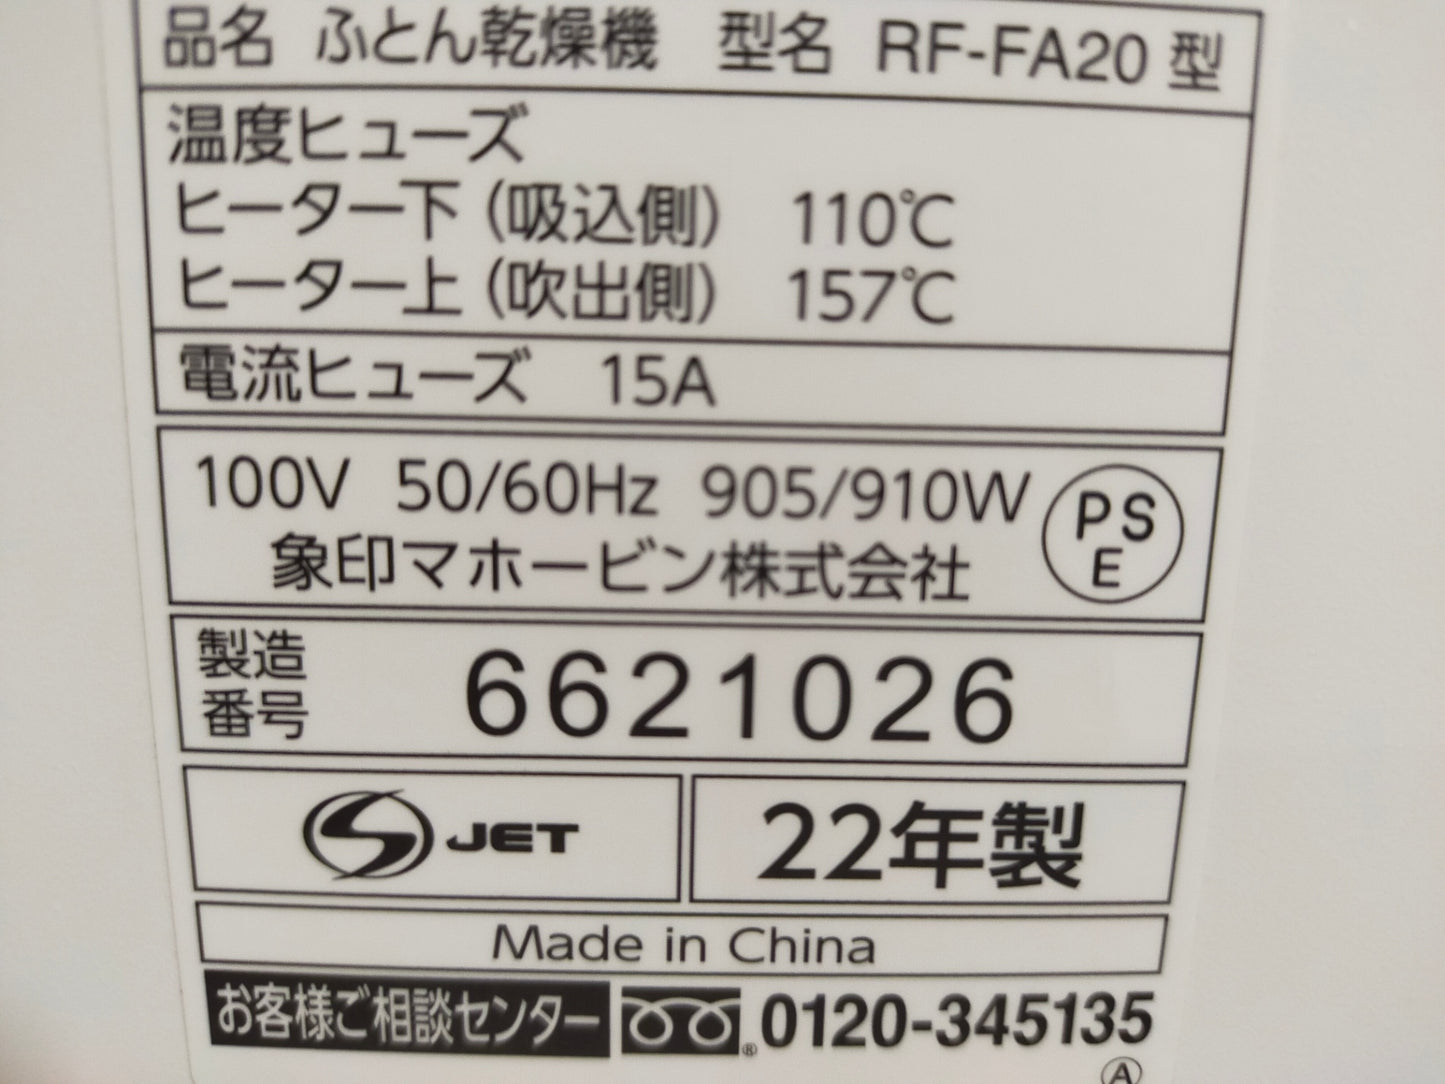 品名 ふとん乾燥機 型名 RF-FA20 型
温度ヒューズ
ヒーター下 (吸込側) 110℃
ヒーター上 (吹出側) 157℃
電流ヒューズ 15A
100V 50/60Hz 905/910W
象印マホービン株式会社
PS
E
製造
番号
6621026
S JET
22年製
Made in China
お客様ご相談センター ® 0120-345135
Ⓐ